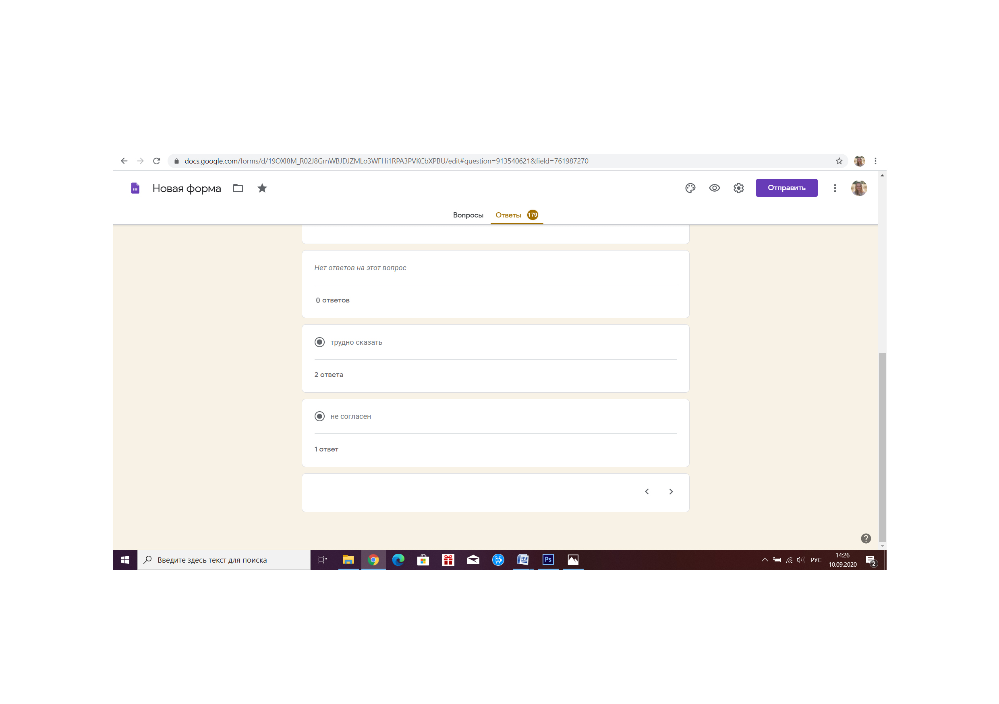 docs.google.com/forms/d/19OXl8M_R02J8GrnWBJDJZMLo3WFHi1RPA3PVKCbXPBU/edit#question=913540621&field=761987270
Новая форма
Отправить
Вопросы Ответы 179
Нет ответов на этот вопрос
0 ответов
трудно сказать
2 ответа
не согласен
1 ответ
Введите здесь текст для поиска
Ps
РУС
14:26
10.09.2020
2